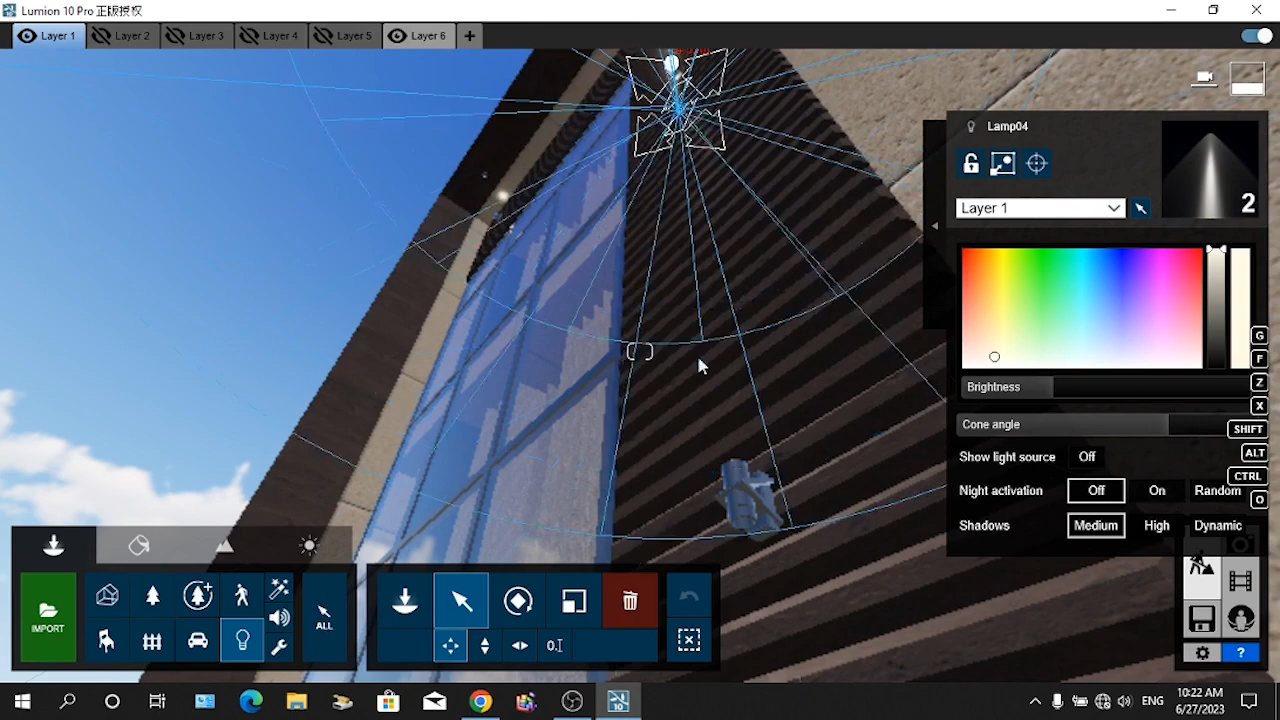 Lumion 10 Pro 正版授权
Layer 1
Layer 2
Layer 3
Layer 4
Layer 5
Layer 6
+
Lamp04
2
Layer 1
G
F
Brightness
Z
X
Cone angle
SHIFT
Show light source Off
ALT
CTRL
Night activation Off On Random
O
Shadows Medium High Dynamic
IMPORT
ALL
0.
?
10
ENG
10:22 AM
6/27/2023